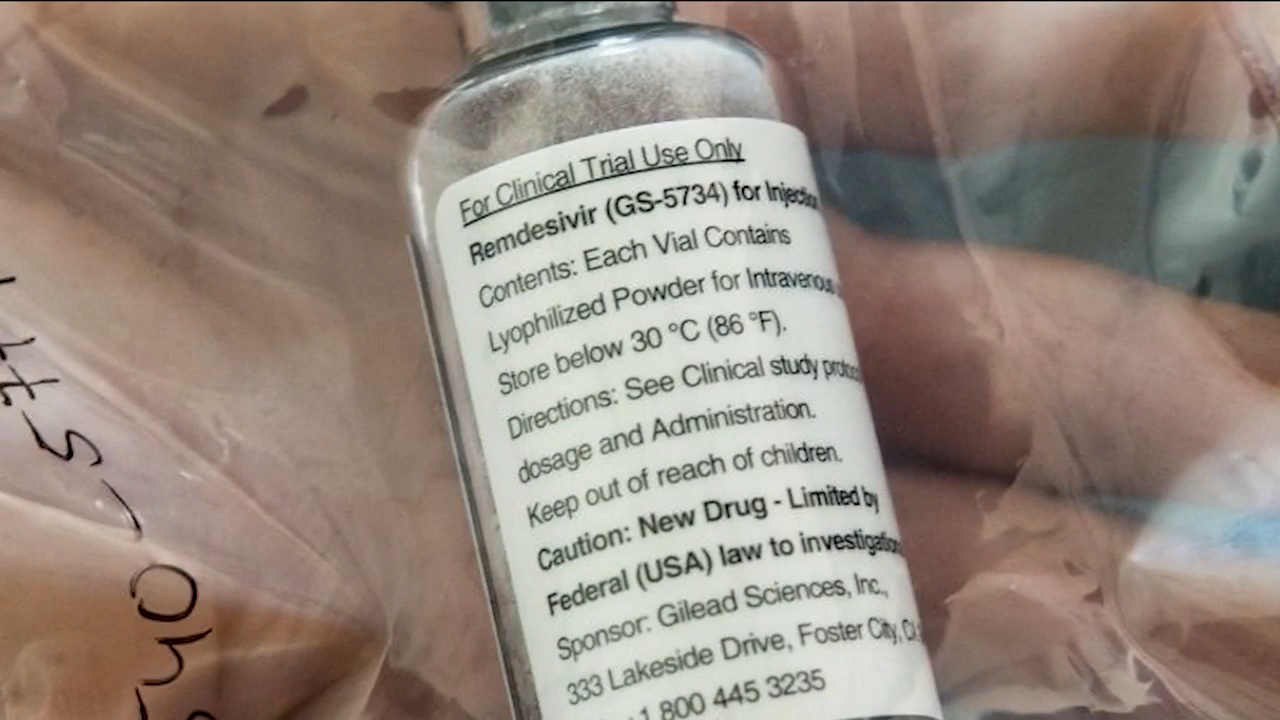 For Clinical Trial Use Only
Remdesivir (GS-5734) for Injection
Contents: Each Vial Contains
Lyophilized Powder for Intravenous
Store below 30 °C (86 °F).
Directions: See Clinical study
dosage and Administration.
Keep out of reach of children.
Caution: New Drug - Limited by
Federal (USA) law to
Sponsor: Gilead Sciences, Inc.,
333 Lakeside Drive, Foster City,
1 800 445 3235